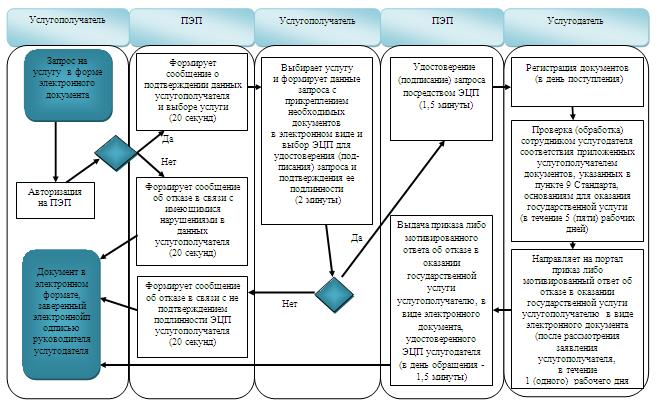 Услугополучатель
ПЭП
Услугополучатель
ПЭП
Услугодатель
Запрос на
услугу в форме
электронного
документа
Авторизация
на ПЭП
Документ в
электронном
формате,
заверенный
электроннойп
одписью
руководителя
услугодателя
Формирует
сообщение о
подтверждении данных
услугополучателя
и выборе услуги
(20 секунд)
Да
Нет
Формирует сообщение
об отказе в связи с
имеющимися
нарушениями в
данных
услугополучателя
(20 секунд)
Формирует сообщение
об отказе в связи с не
подтверждением
подлинности ЭЦП
услугополучателя
(20 секунд)
Выбирает услугу
и формирует данные
запроса с
прикреплением
необходимых
документов
в электронном виде и
выбор ЭЦП для
удостоверения (под-
писания) запроса и
подтверждения ее
подлинности
(2 минуты)
Да
Нет
Удостоверение
(подписание) запроса
посредством ЭЦП
(1,5 минуты)
Выдача приказа либо
мотивированного
ответа об отказе в
оказании
государственной
услуги
услугополучателю, в
виде электронного
документа,
удостоверенного
ЭЦП услугодателя
(в день обращения -
1,5 минуты)
Регистрация документов
(в день поступления)
Проверка (обработка)
сотрудником услугодателя
соответствия приложенных
услугополучателем
документов, указанных в
пункте 9 Стандарта,
основаниям для оказания
государственной услуги
(в течение 5 (пяти) рабочих
дней)
Направляет на портал
приказ либо
мотивированный ответ об
отказе в оказании
государственной услуги
услугополучателю в виде
электронного документа
(после рассмотрения
заявления
услугополучателя,
в течение
1 (одного) рабочего дня